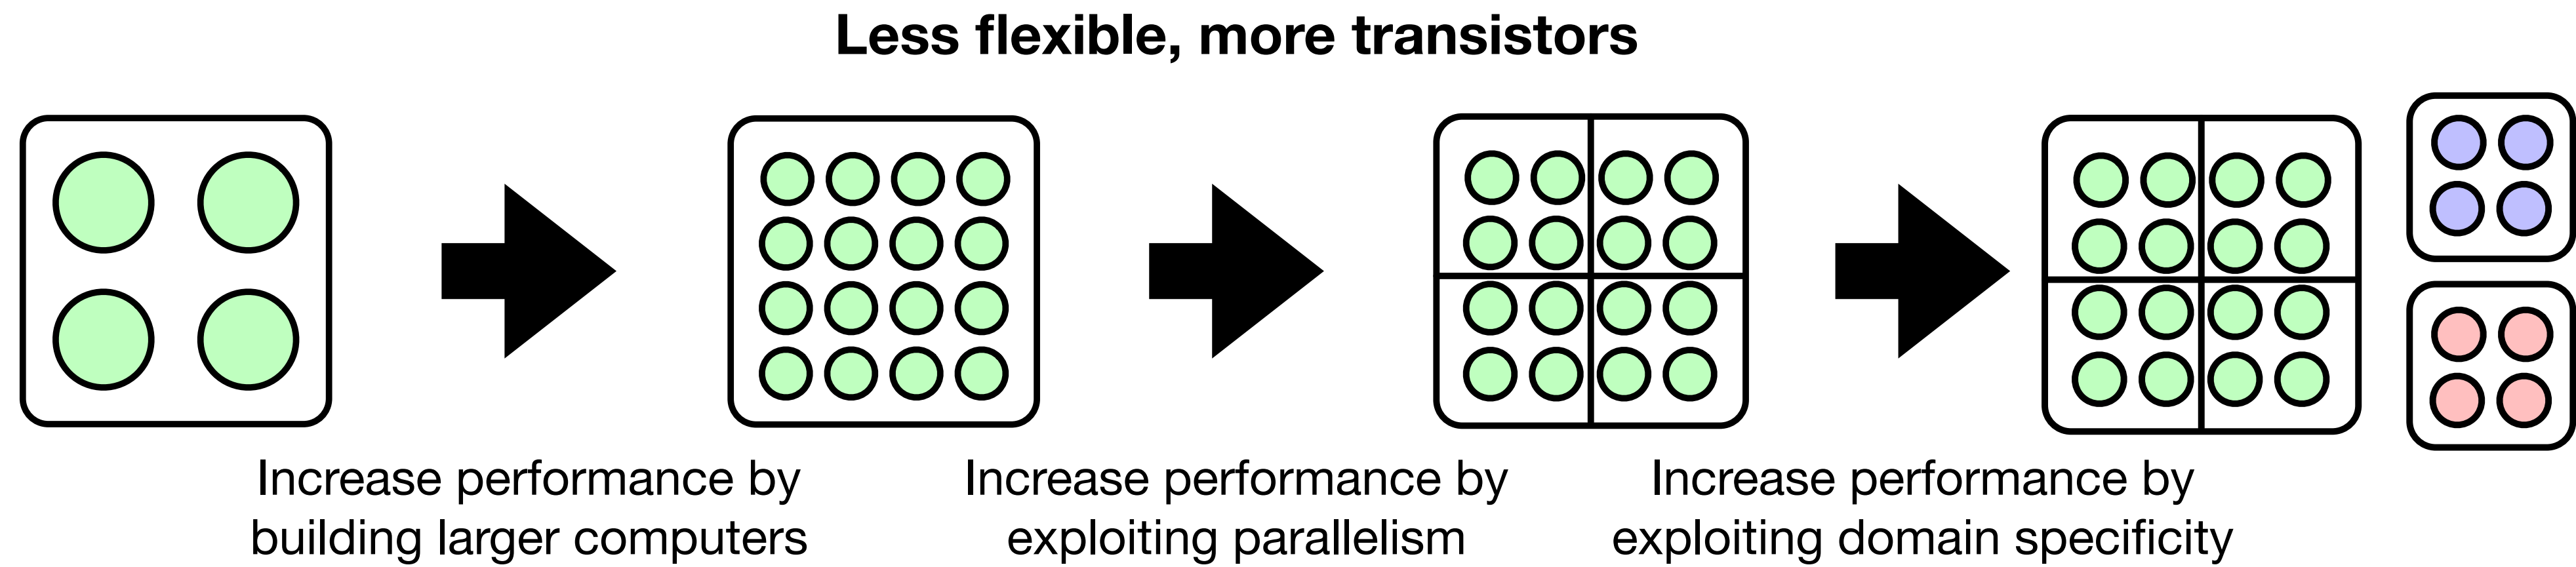 Less flexible, more transistors
Increase performance by
building larger computers
Increase performance by
exploiting parallelism
Increase performance by
exploiting domain specificity